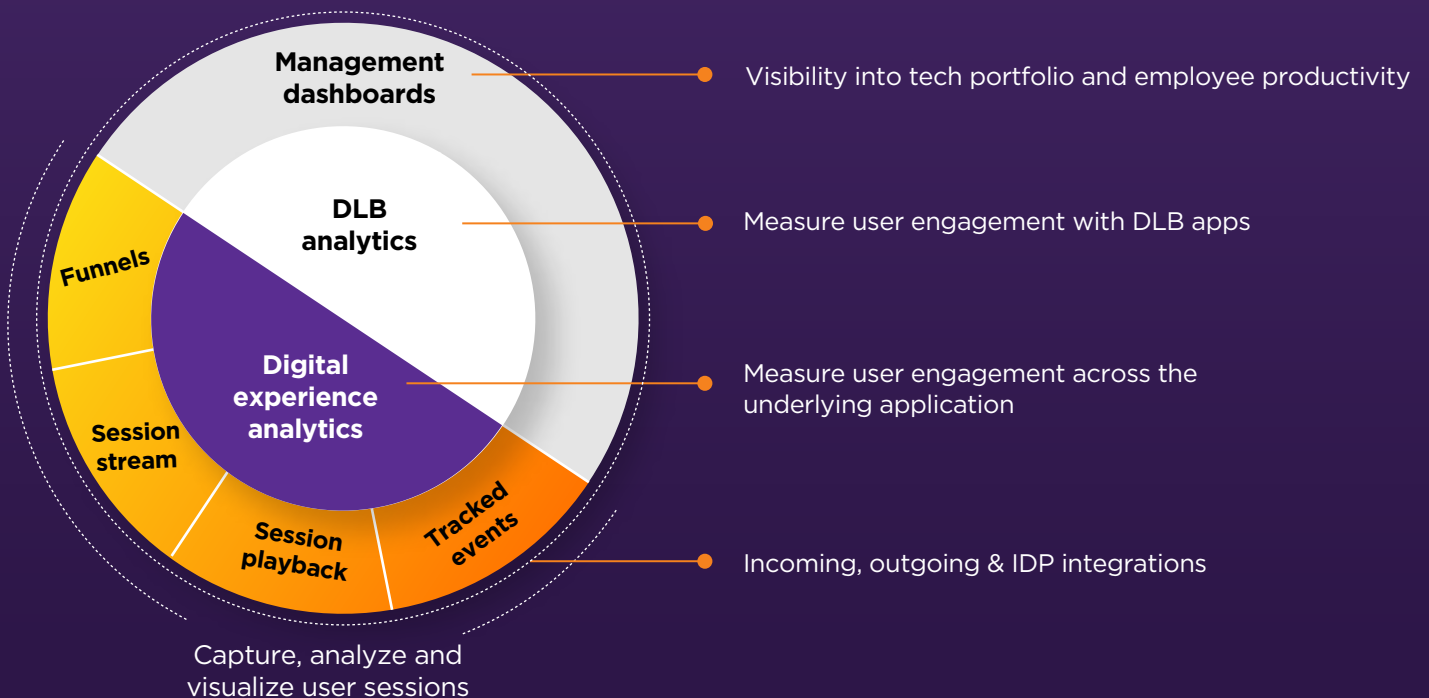 Management
dashboards
Visibility into tech portfolio and employee productivity
DLB
analytics
Measure user engagement with DLB apps
Funnels
Digital
experience
analytics
Measure user engagement across the
underlying application
Session
stream
Session
playback
Tracked
events
Incoming, outgoing & IDP integrations
Capture, analyze and
visualize user sessions